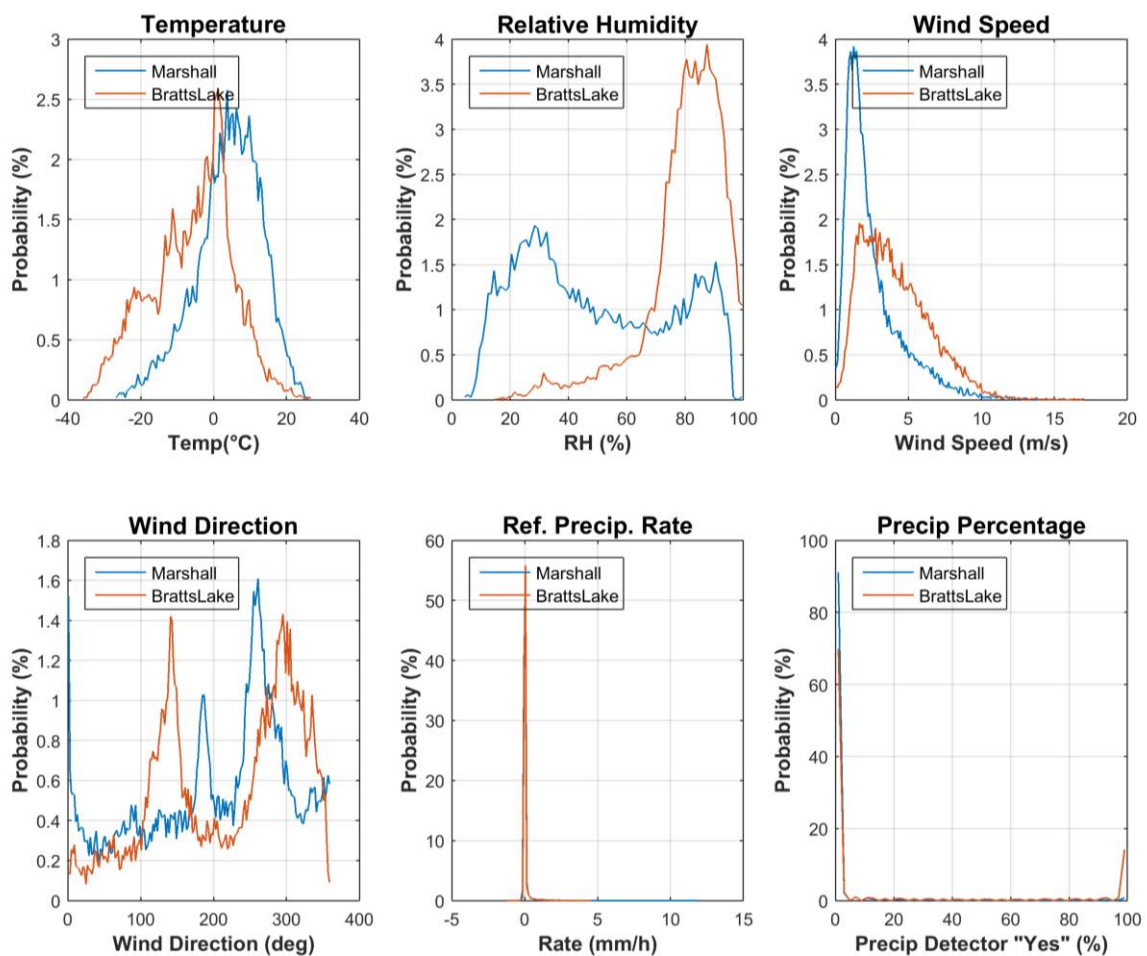 Temperature
Relative Humidity
Wind Speed
3
2.5
2
1.5
1
0.5
0
Probability (%)
Marshall
BrattsLake
-40
-20
0
20
40
Temp(°C)
4
3.5
3
2.5
2
1.5
1
0.5
0
Probability (%)
Marshall
BrattsLake
0
20
40
60
80
100
RH (%)
4
3.5
3
2.5
2
1.5
1
0.5
0
Probability (%)
Marshall
BrattsLake
0
5
10
15
20
Wind Speed (m/s)
Wind Direction
Ref. Precip. Rate
Precip Percentage
1.8
1.6
1.4
1.2
1
0.8
0.6
0.4
0.2
0
Probability (%)
Marshall
BrattsLake
0
100
200
300
400
Wind Direction (deg)
60
50
40
30
20
10
0
Probability (%)
Marshall
BrattsLake
-5
0
5
10
15
Rate (mm/h)
100
80
60
40
20
0
Probability (%)
Marshall
BrattsLake
0
20
40
60
80
100
Precip Detector "Yes" (%)